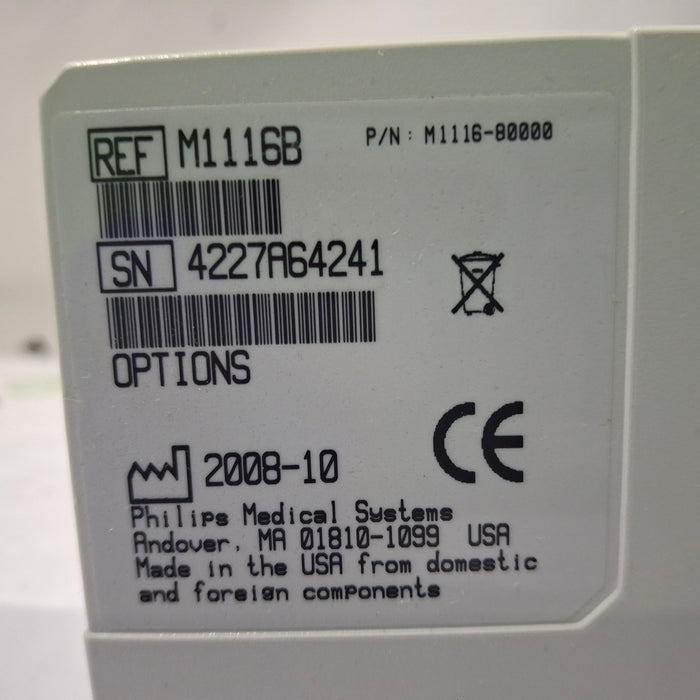 REF M1116B P/N: M1116-80000
SN 4227A64241
OPTIONS
CE
2008-10
Philips Medical Systems
Andover, MA 01810-1099 USA
Made in the USA from domestic
and foreign components